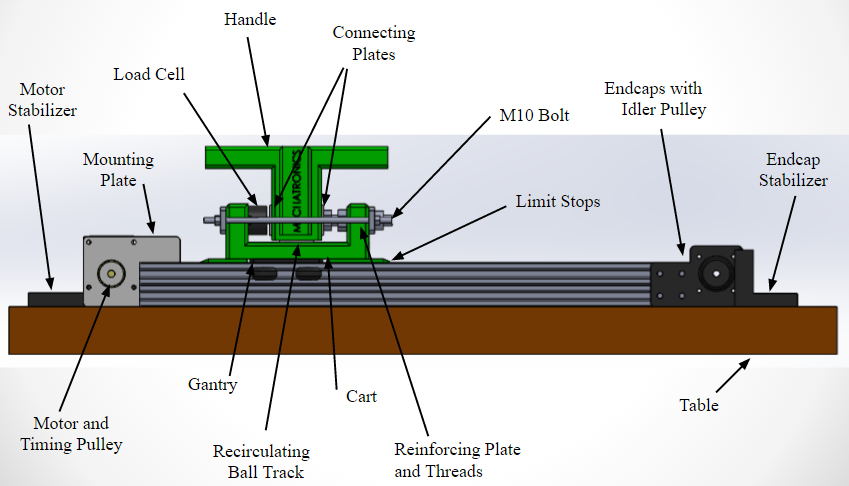 Handle
Connecting
Plates
Load Cell
Motor
Stabilizer
Endcaps with
Idler Pulley
M10 Bolt
Mounting
Plate
Endcap
Stabilizer
MECHATRONICS
Limit Stops
Gantry
Cart
Table
Motor and
Timing Pulley
Recirculating
Ball Track
Reinforcing Plate
and Threads